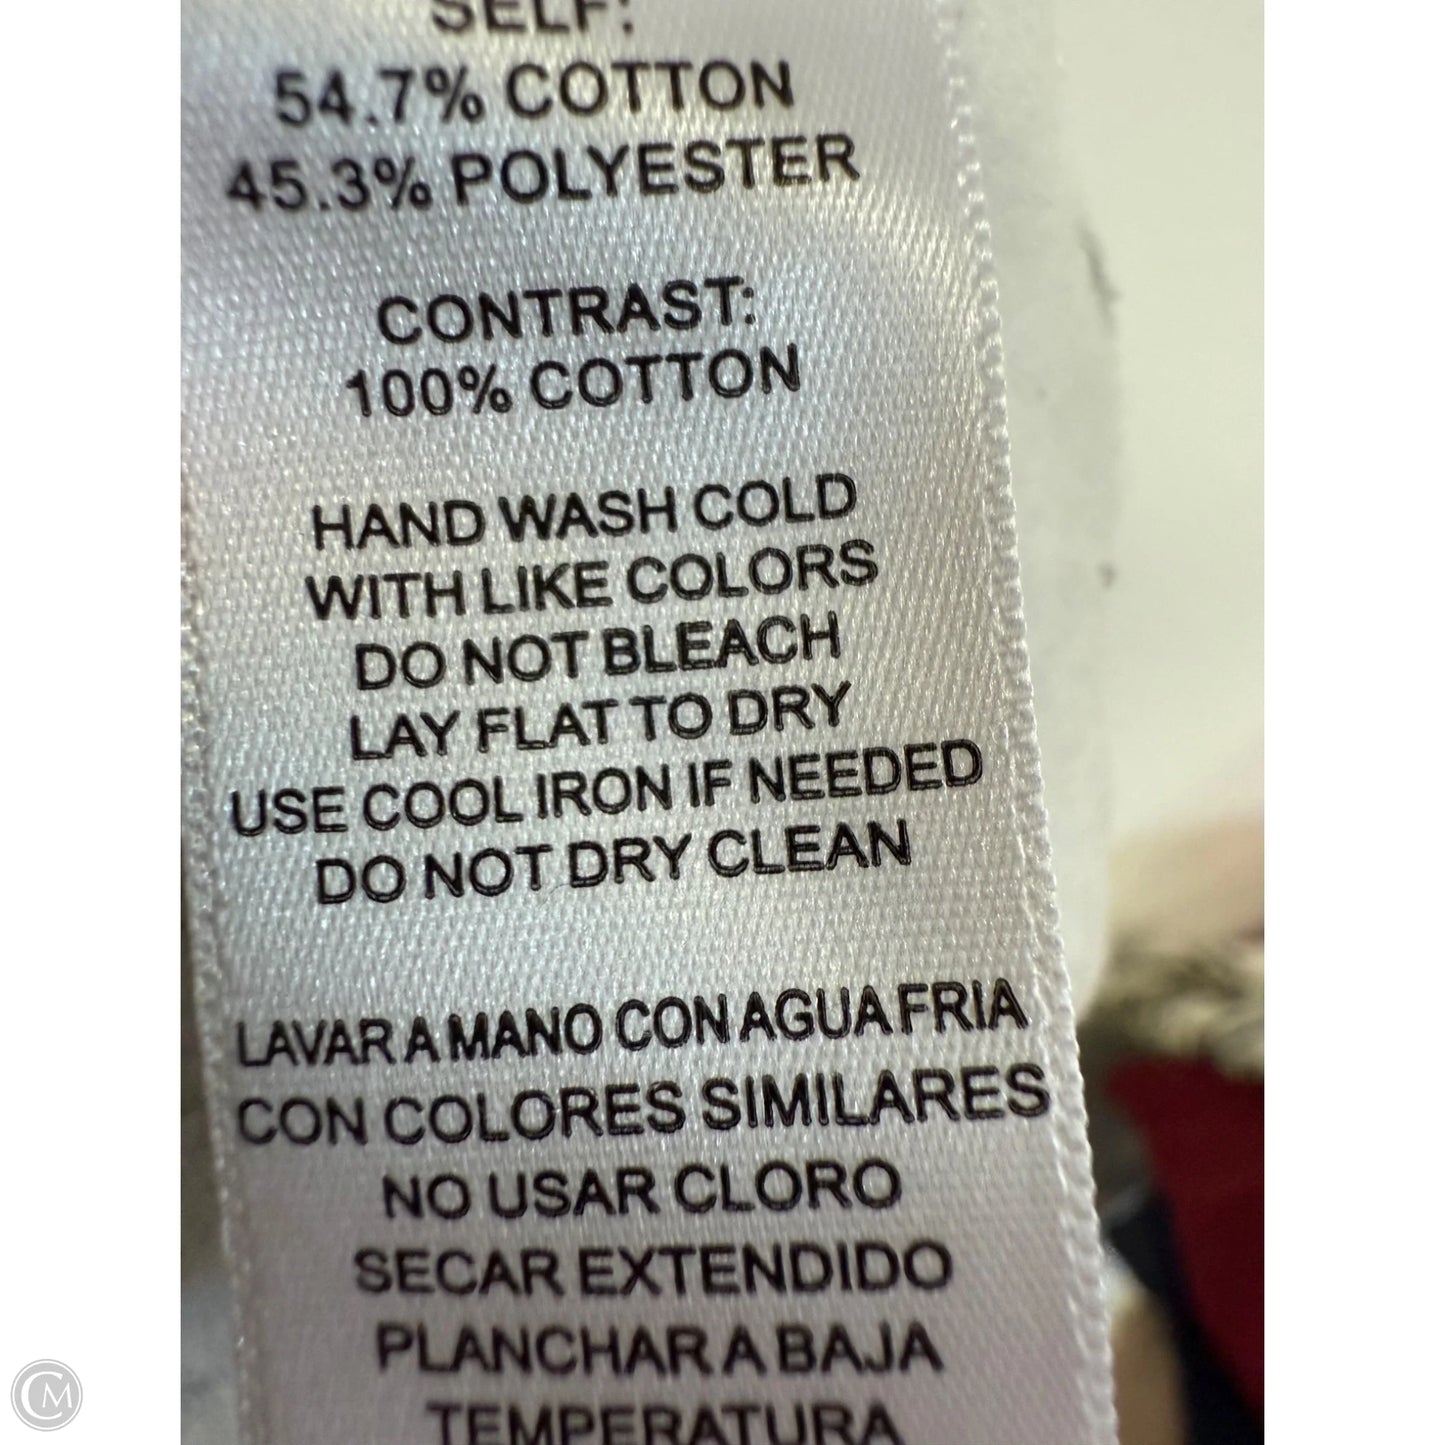 SELF:
54.7% COTTON
45.3% POLYESTER
CONTRAST:
100% COTTON
HAND WASH COLD
WITH LIKE COLORS
DO NOT BLEACH
LAY FLAT TO DRY
USE COOL IRON IF NEEDED
DO NOT DRY CLEAN
LAVAR A MANO CON AGUA FRIA
CON COLORES SIMILARES
NO USAR CLORO
SECAR EXTENDIDO
PLANCHAR A BAJA
TEMPERATURA
CM